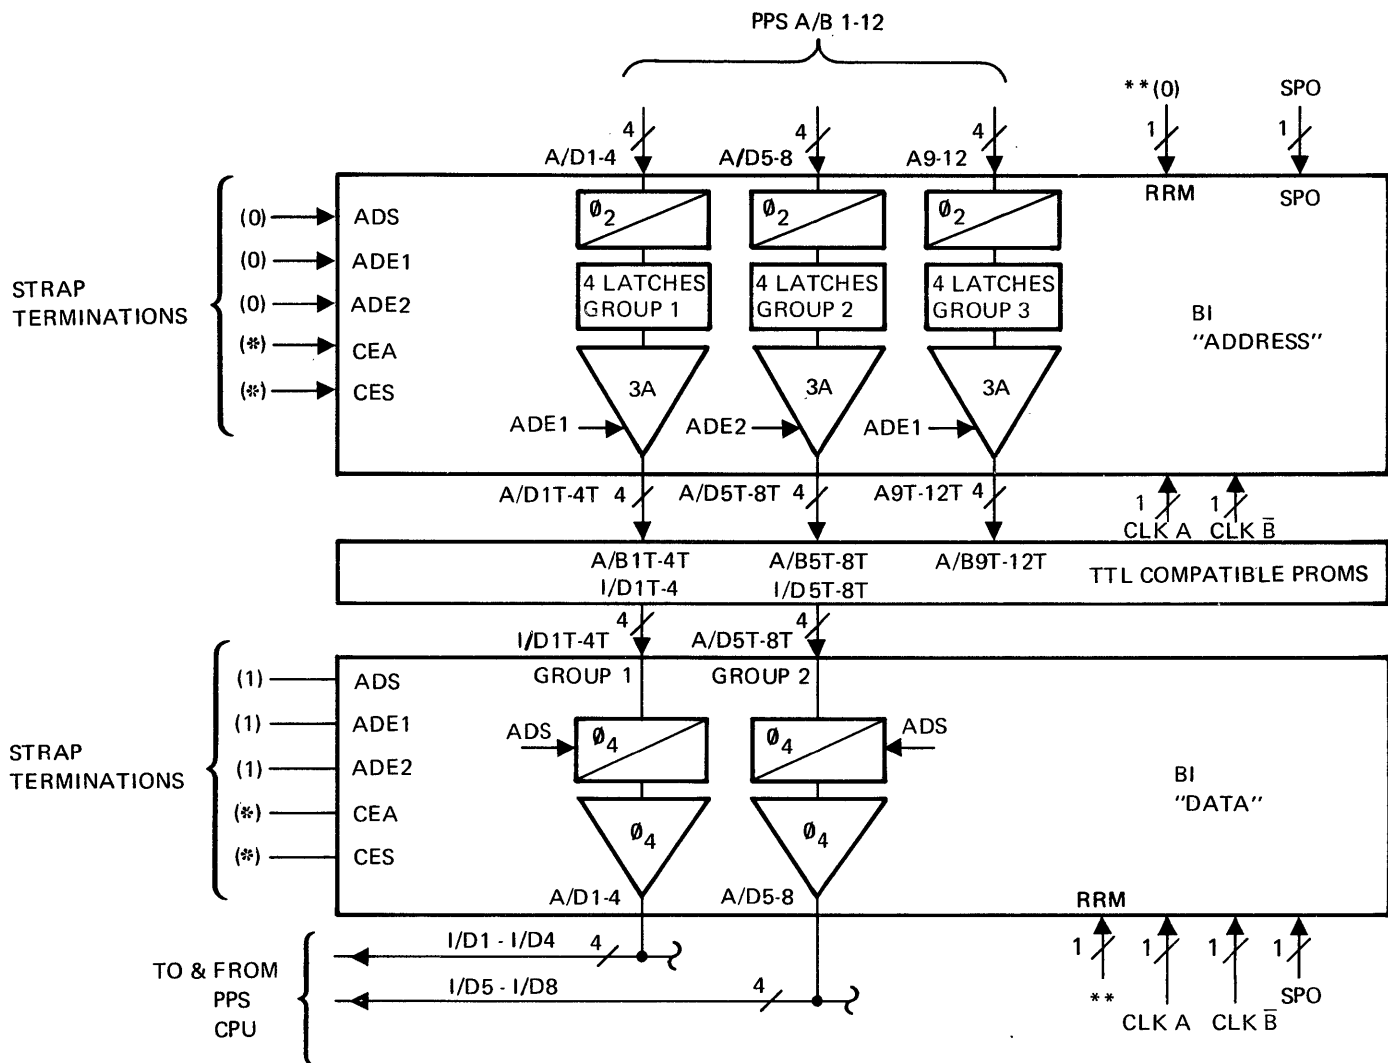 PPS A/B 1-12
**(0)
SPO
4 4 4 1 1
A/D1-4 A/D5-8 A9-12
RRM SPO
STRAP
TERMINATIONS
(0) ADS
(0) ADE1
(0) ADE2
(*) CEA
(*) CES
Ø2 Ø2 Ø2
4 LATCHES
GROUP 1
4 LATCHES
GROUP 2
4 LATCHES
GROUP 3
BI
"ADDRESS"
3A 3A 3A
ADE1 ADE2 ADE1
A/D1T-4T 4 A/D5T-8T 4 A9T-12T 4
1 1
CLK A CLK B̅
A/B1T-4T A/B5T-8T A/B9T-12T
I/D1T-4 I/D5T-8T
TTL COMPATIBLE PROMS
4 4
I/D1T-4T A/D5T-8T
GROUP 1 GROUP 2
STRAP
TERMINATIONS
(1) ADS
(1) ADE1
(1) ADE2
(*) CEA
(*) CES
ADS Ø4 Ø4 ADS
BI
"DATA"
Ø4 Ø4
A/D1-4 A/D5-8
RRM
1 1 1 1
** CLK A CLK B̅ SPO
I/D1 - I/D4 4
I/D5 - I/D8 4
TO & FROM
PPS
CPU